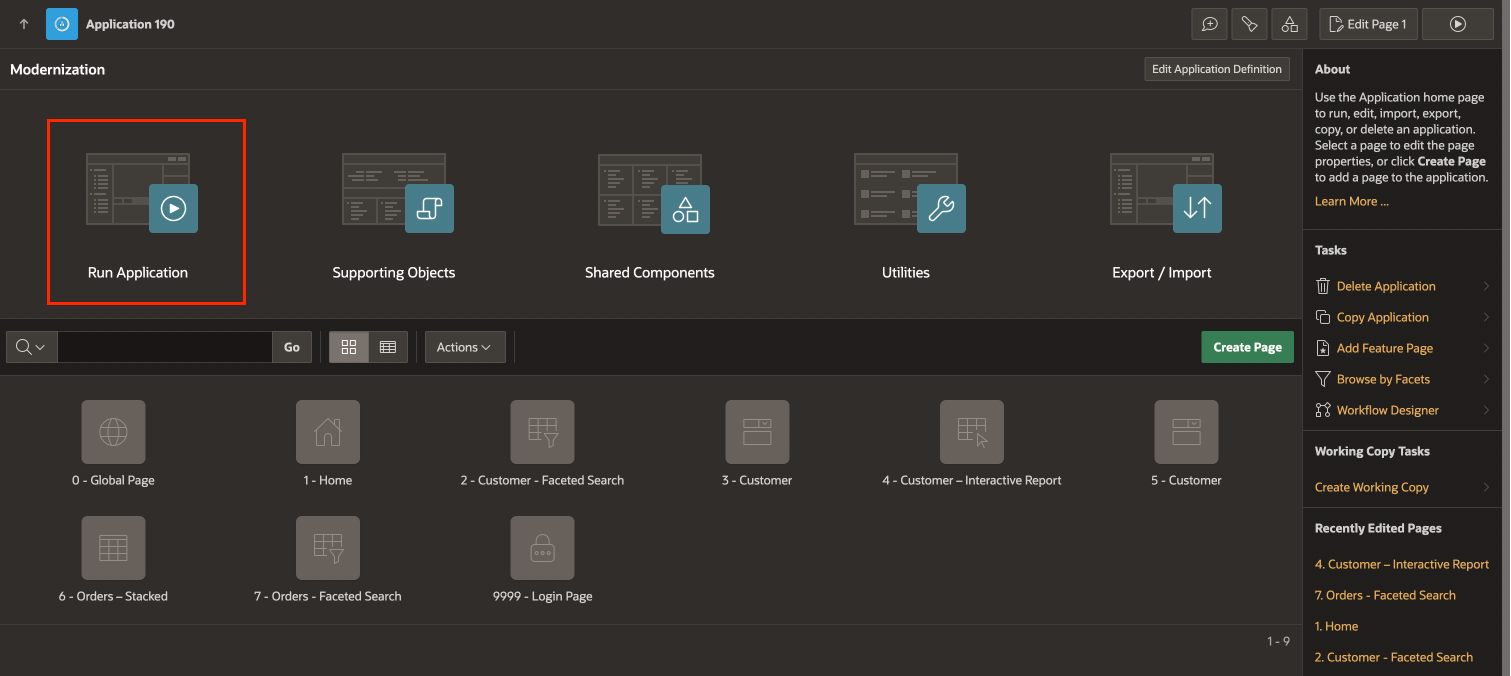 Application 190
Edit Page 1
Modernization
Edit Application Definition
Run Application
Supporting Objects
Shared Components
Utilities
Export / Import
Go
Actions
Create Page
0 - Global Page
1 - Home
2 - Customer - Faceted Search
3 - Customer
4 - Customer – Interactive Report
5 - Customer
6 - Orders – Stacked
7 - Orders - Faceted Search
9999 - Login Page
1 - 9
About
Use the Application home page
to run, edit, import, export,
copy, or delete an application.
Select a page to edit the page
properties, or click Create Page
to add a page to the application.
Learn More ...
Tasks
Delete Application
Copy Application
Add Feature Page
Browse by Facets
Workflow Designer
Working Copy Tasks
Create Working Copy
Recently Edited Pages
4. Customer – Interactive Report
7. Orders - Faceted Search
1. Home
2. Customer - Faceted Search